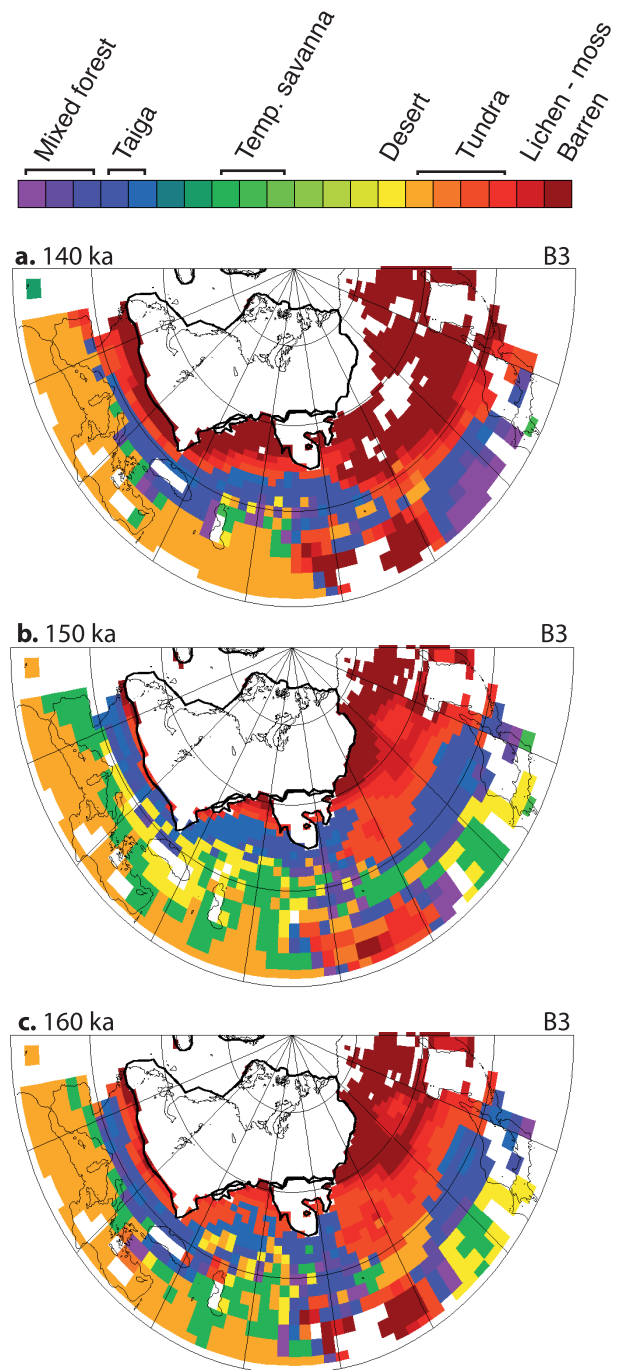 Mixed forest
Taiga
Temp. savanna
Desert
Tundra
Lichen - moss
Barren
a. 140 ka B3
b. 150 ka B3
c. 160 ka B3